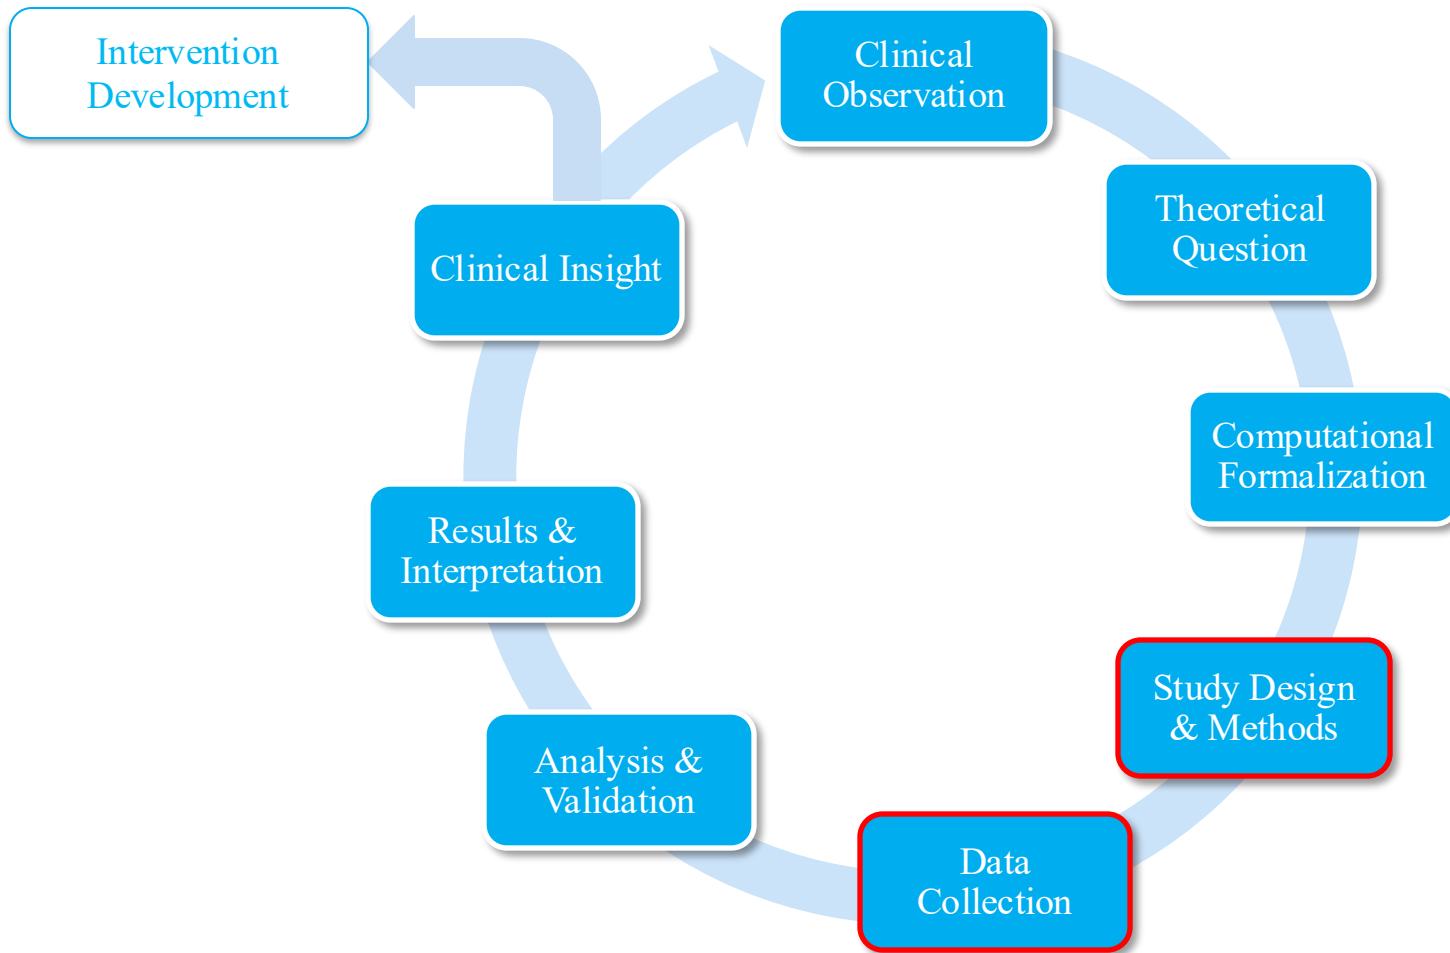 Intervention
Development
Clinical
Observation
Theoretical
Question
Computational
Formalization
Study Design
& Methods
Data
Collection
Analysis &
Validation
Results &
Interpretation
Clinical Insight